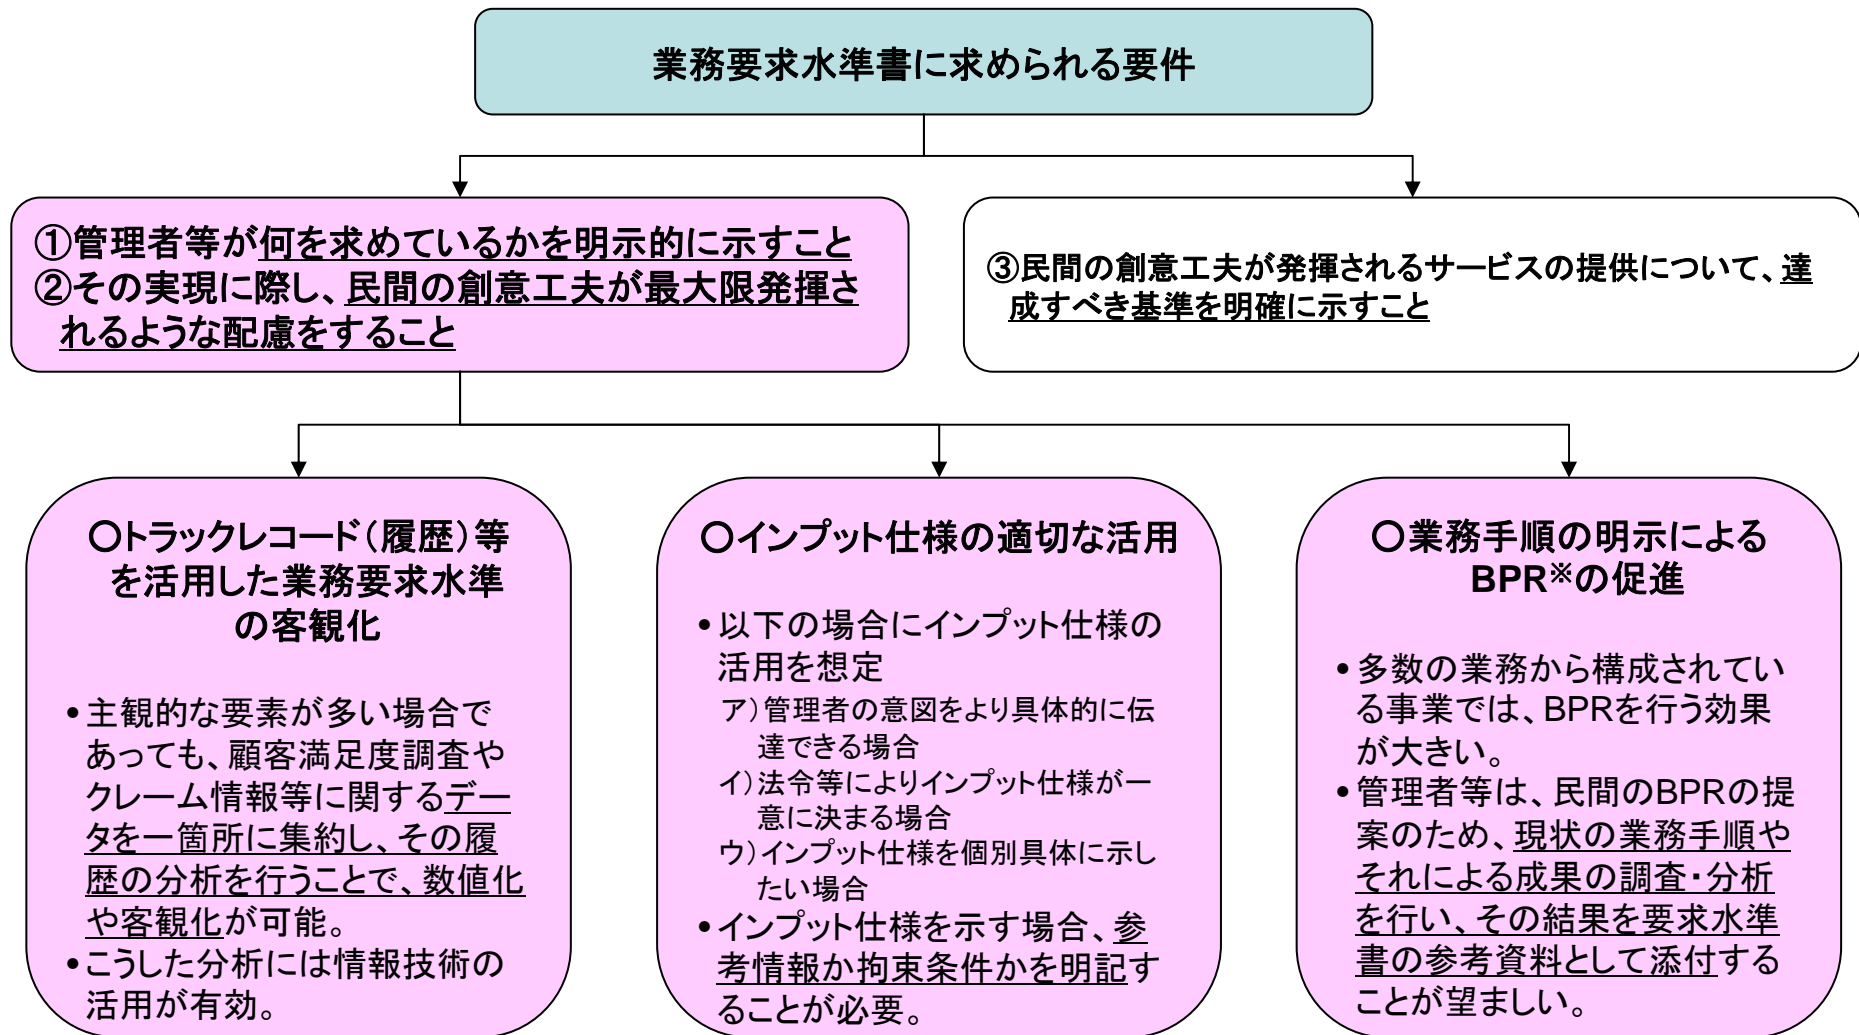 業務要求水準書に求められる要件
①管理者等が何を求めているかを明示的に示すこと
②その実現に際し、民間の創意工夫が最大限発揮さ
れるような配慮をすること
③民間の創意工夫が発揮されるサービスの提供について、達
成すべき基準を明確に示すこと
○トラックレコード(履歴)等
を活用した業務要求水準
の客観化
•主観的な要素が多い場合で
あっても、顧客満足度調査や
クレーム情報等に関するデー
タを一箇所に集約し、その履
歴の分析を行うことで、数値化
や客観化が可能。
•こうした分析には情報技術の
活用が有効。
○インプット仕様の適切な活用
•以下の場合にインプット仕様の
活用を想定
ア)管理者の意図をより具体的に伝
達できる場合
イ)法令等によりインプット仕様が一
意に決まる場合
ウ)インプット仕様を個別具体に示し
たい場合
•インプット仕様を示す場合、参
考情報か拘束条件かを明記す
ることが必要。
○業務手順の明示による
BPR※の促進
•多数の業務から構成されてい
る事業では、BPRを行う効果
が大きい。
•管理者等は、民間のBPRの提
案のため、現状の業務手順や
それによる成果の調査・分析
を行い、その結果を要求水準
書の参考資料として添付する
ことが望ましい。